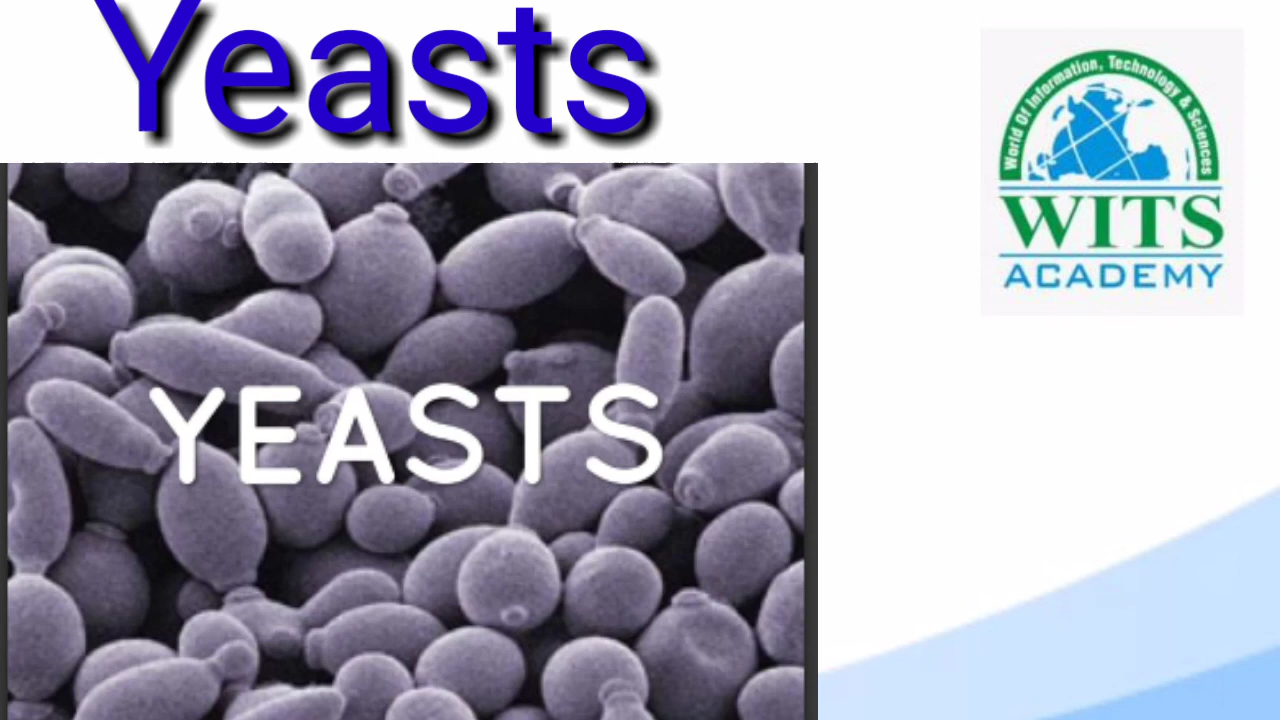 Yeasts
World Of Information, Technology & Sciences
WITS
ACADEMY
YEASTS